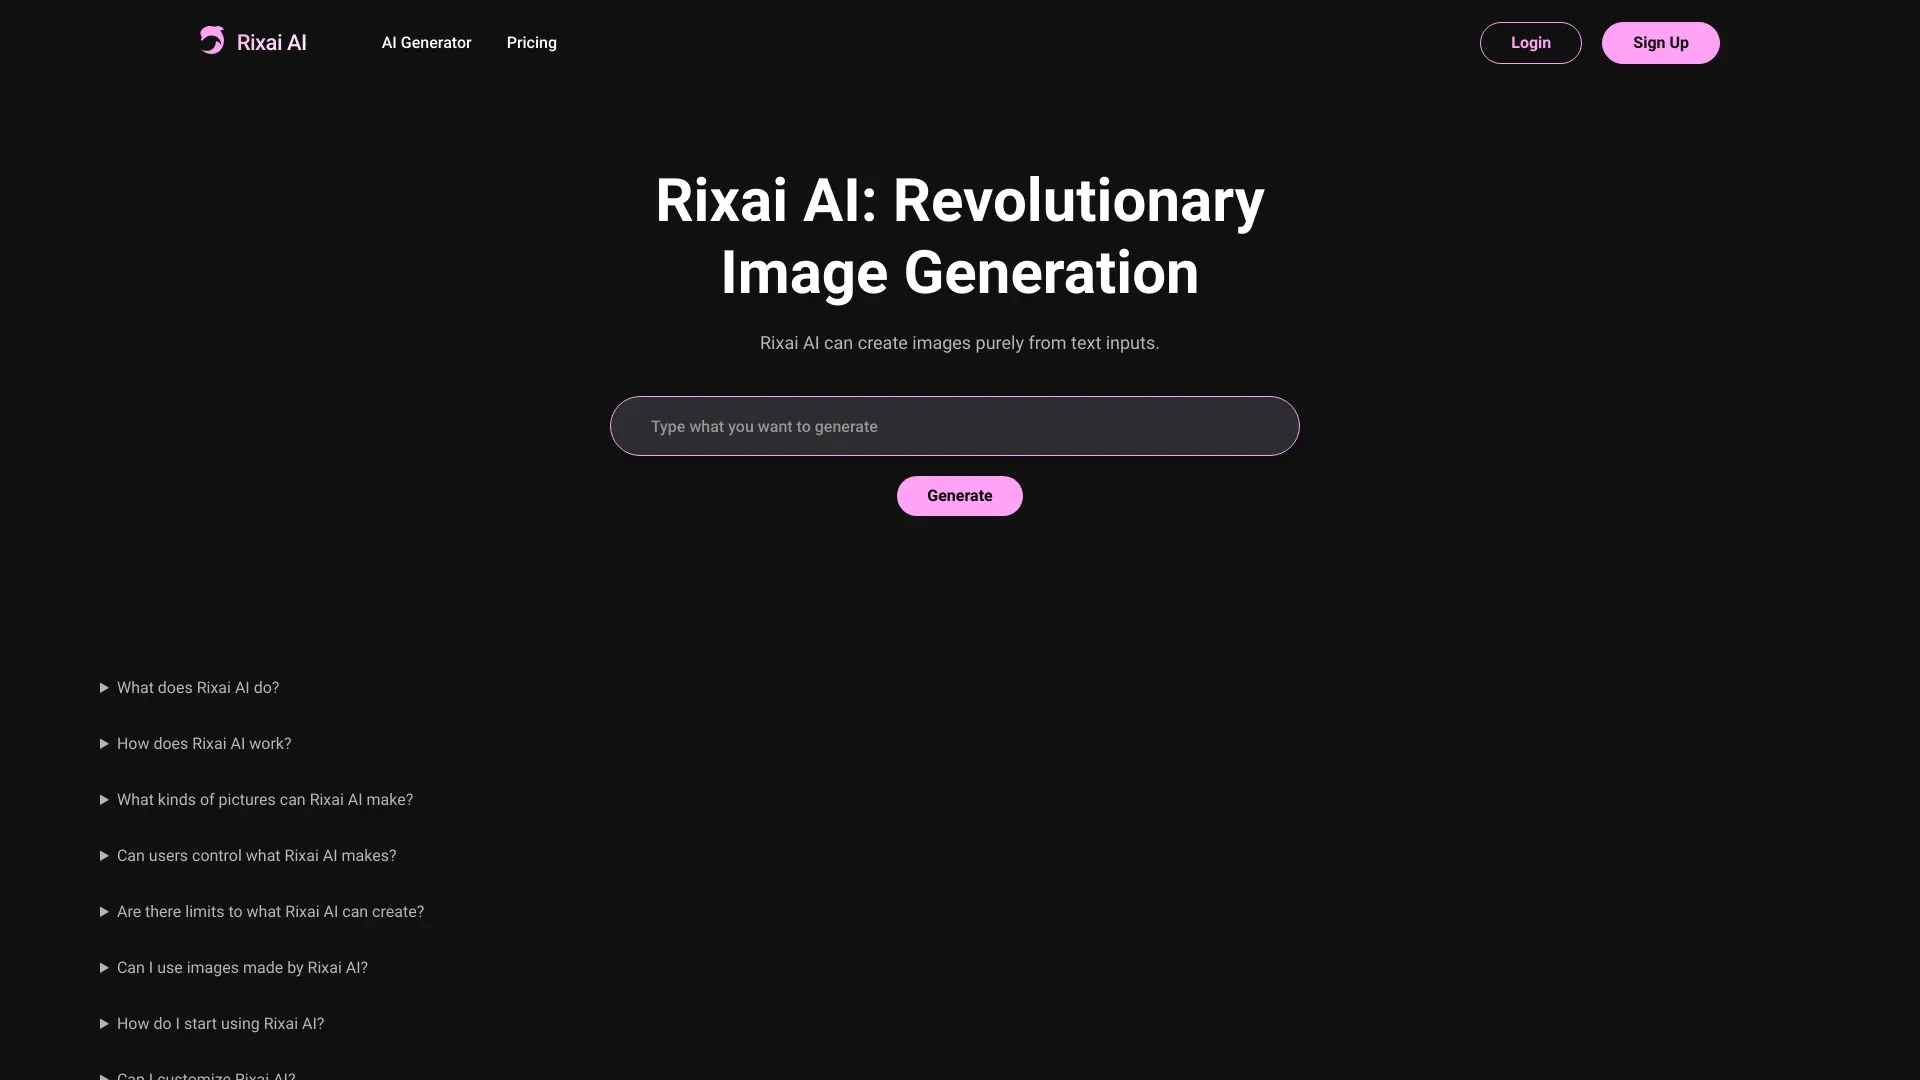 Rixai AI
AI Generator
Pricing
Login
Sign Up
Rixai AI: Revolutionary
Image Generation
Rixai AI can create images purely from text inputs.
Type what you want to generate
Generate
What does Rixai AI do?
How does Rixai AI work?
What kinds of pictures can Rixai AI make?
Can users control what Rixai AI makes?
Are there limits to what Rixai AI can create?
Can I use images made by Rixai AI?
How do I start using Rixai AI?
Can I customize Rixai AI?